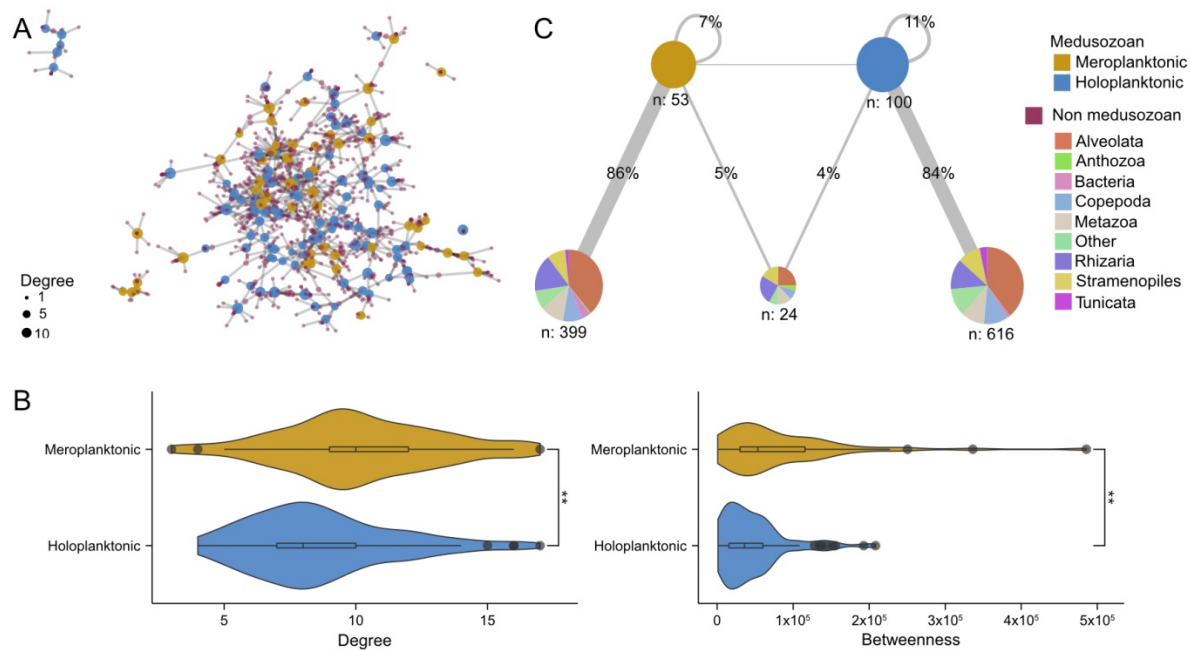 A
Degree
1
5
10
C
7%
11%
n: 53
n: 100
86%
5%
4%
84%
n: 399
n: 24
n: 616
Medusozoan
Meroplanktonic
Holoplanktonic
Non medusozoan
Alveolata
Anthozoa
Bacteria
Copepoda
Metazoa
Other
Rhizaria
Stramenopiles
Tunicata
B
Meroplanktonic
Holoplanktonic
**
5 10 15
Degree
Meroplanktonic
Holoplanktonic
**
0 1x10⁵ 2x10⁵ 3x10⁵ 4x10⁵ 5x10⁵
Betweenness